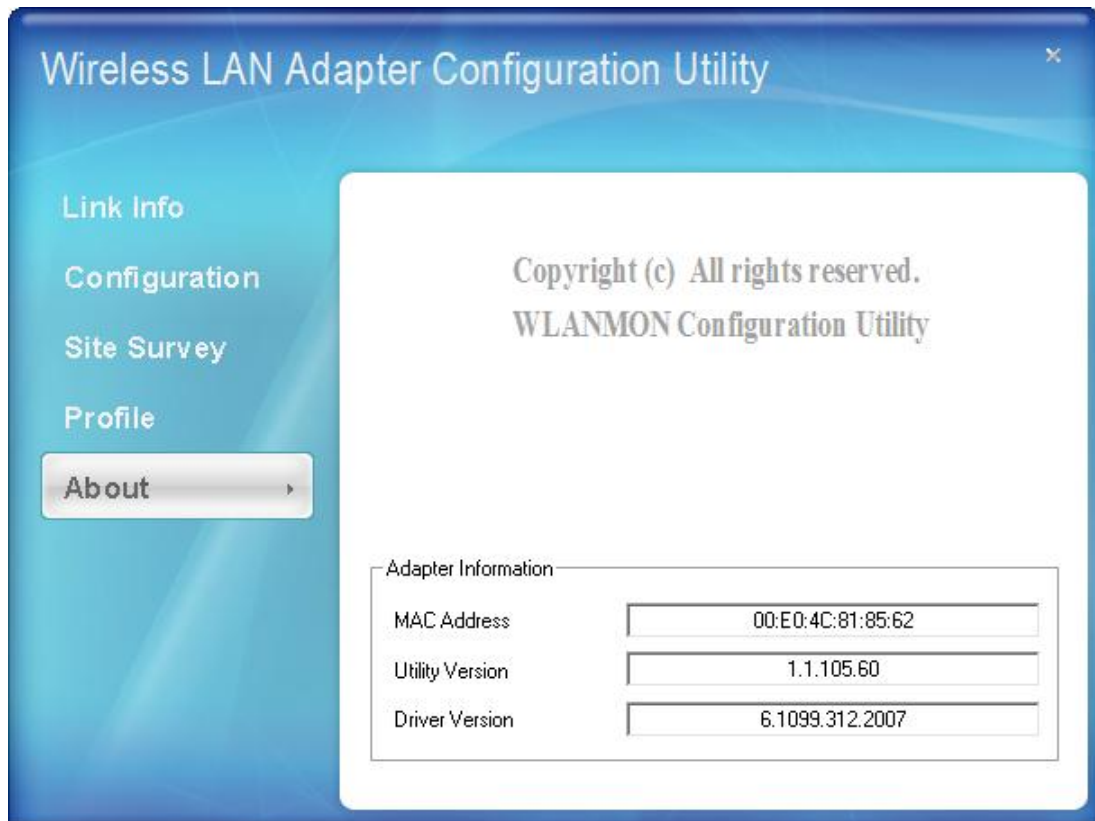 Wireless LAN Adapter Configuration Utility
Link Info
Configuration
Site Survey
Profile
About
Copyright (c) All rights reserved.
WLANMON Configuration Utility
Adapter Information
MAC Address 00:E0:4C:81:85:62
Utility Version 1.1.105.60
Driver Version 6.1099.312.2007